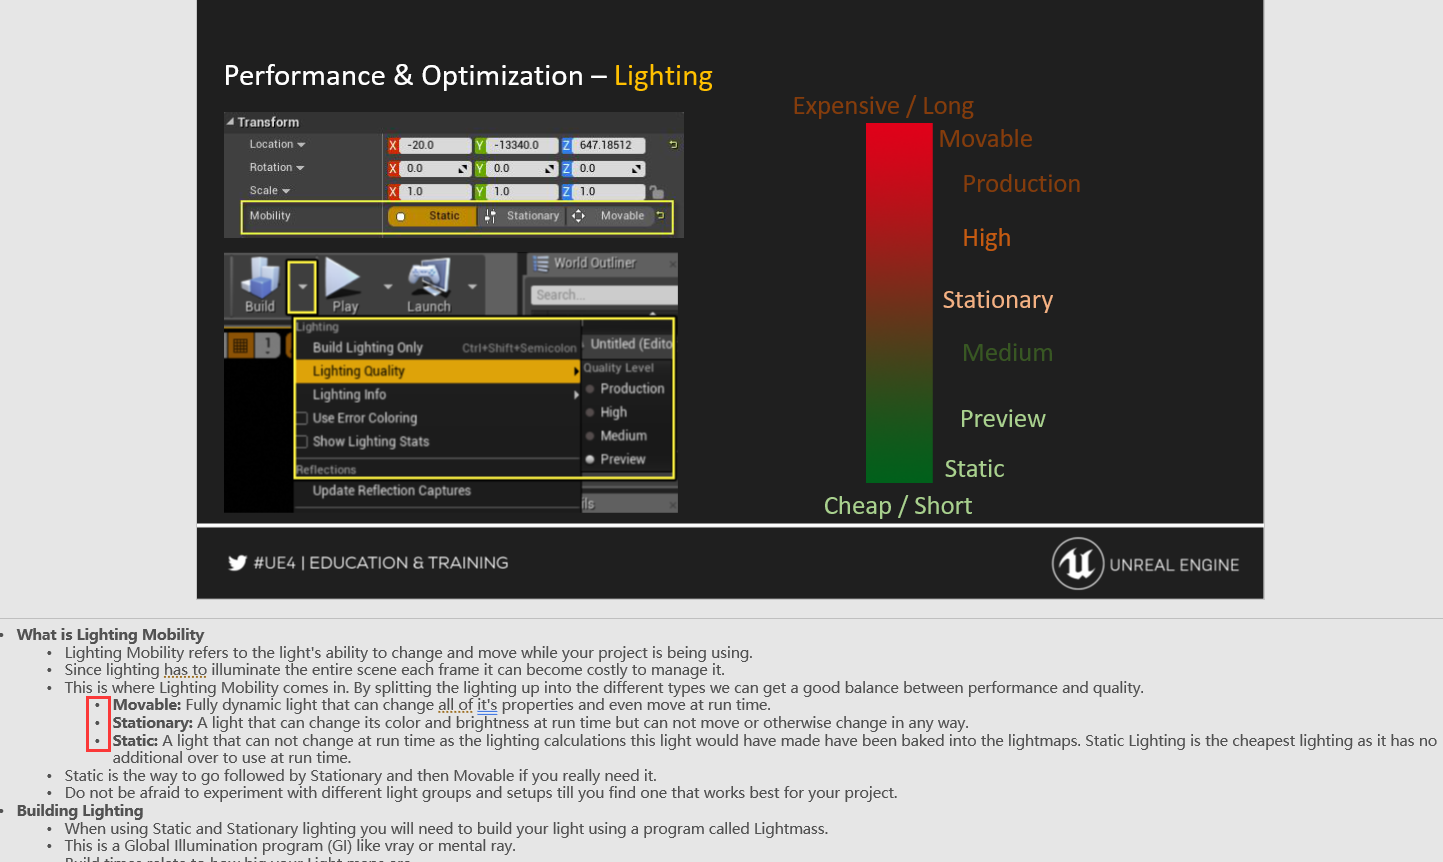 Performance & Optimization – Lighting
Transform
Location X -20.0 Y -13340.0 Z 647.18512
Rotation X 0.0 Y 0.0 Z 0.0
Scale X 1.0 Y 1.0 Z 1.0
Mobility Static Stationary Movable
Build Play Launch
World Outliner
Search...
Lighting
Build Lighting Only Ctrl+Shift+Semicolon
Lighting Quality
Lighting Info
Use Error Coloring
Show Lighting Stats
Reflections
Update Reflection Captures
Untitled (Edito
Quality Level
Production
High
Medium
Preview
ils
Expensive / Long
Movable
Production
High
Stationary
Medium
Preview
Static
Cheap / Short
#UE4 | EDUCATION & TRAINING
UNREAL ENGINE
• What is Lighting Mobility
• Lighting Mobility refers to the light's ability to change and move while your project is being using.
• Since lighting has to illuminate the entire scene each frame it can become costly to manage it.
• This is where Lighting Mobility comes in. By splitting the lighting up into the different types we can get a good balance between performance and quality.
• Movable: Fully dynamic light that can change all of it's properties and even move at run time.
• Stationary: A light that can change its color and brightness at run time but can not move or otherwise change in any way.
• Static: A light that can not change at run time as the lighting calculations this light would have made have been baked into the lightmaps. Static Lighting is the cheapest lighting as it has no
additional over to use at run time.
• Static is the way to go followed by Stationary and then Movable if you really need it.
• Do not be afraid to experiment with different light groups and setups till you find one that works best for your project.
• Building Lighting
• When using Static and Stationary lighting you will need to build your light using a program called Lightmass.
• This is a Global Illumination program (GI) like vray or mental ray.